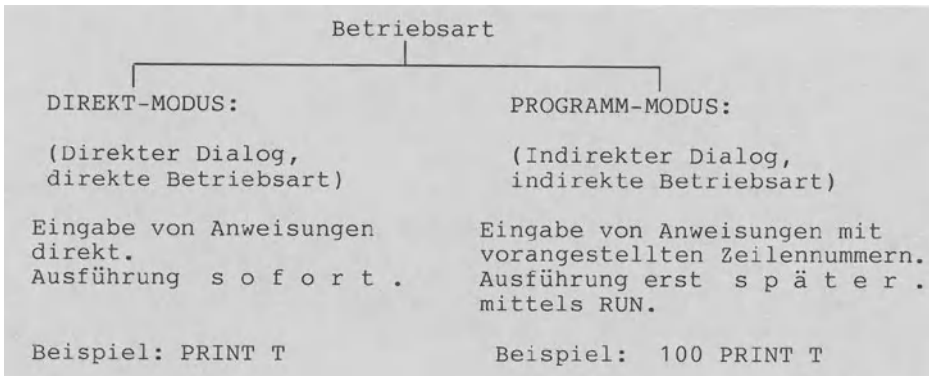 Betriebsart
DIREKT-MODUS:
(Direkter Dialog,
direkte Betriebsart)
Eingabe von Anweisungen
direkt.
Ausführung s o f o r t .
Beispiel: PRINT T
PROGRAMM-MODUS:
(Indirekter Dialog,
indirekte Betriebsart)
Eingabe von Anweisungen mit
vorangestellten Zeilennummern.
Ausführung erst s p ä t e r .
mittels RUN.
Beispiel: 100 PRINT T